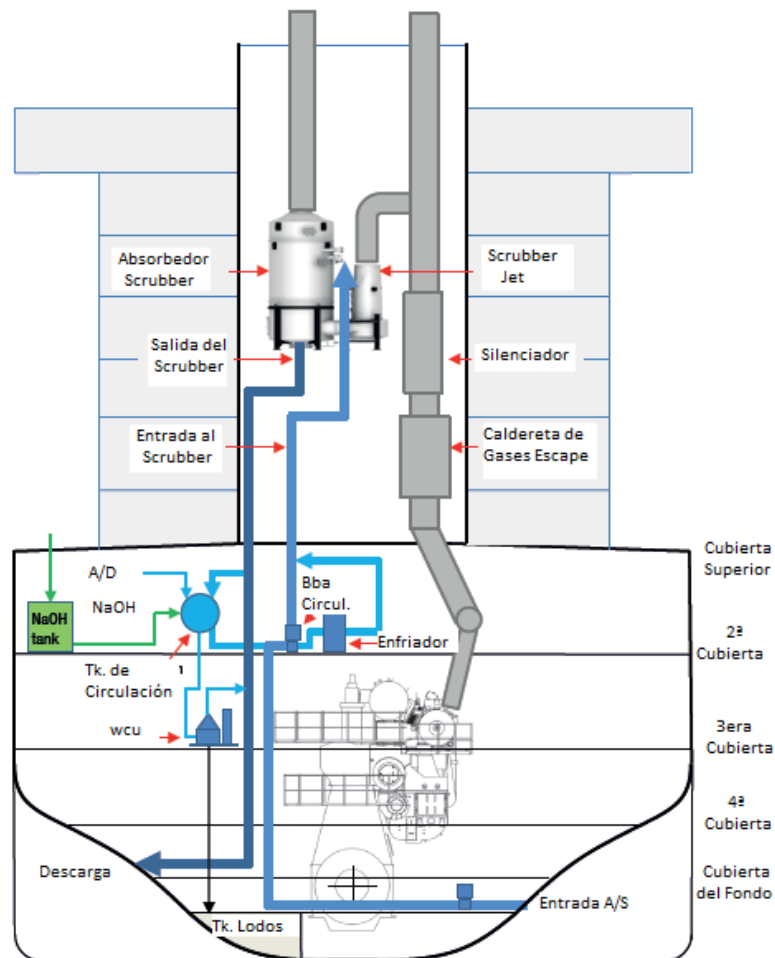 Absorbedor
Scrubber
Scrubber
Jet
Salida del
Scrubber
Silenciador
Entrada al
Scrubber
Caldereta de
Gases Escape
Cubierta
Superior
A/D
NaOH
NaOH
tank
Bba
Circul.
Enfriador
2ª
Cubierta
Tk. de
Circulación
1
wcu
3era
Cubierta
4ª
Cubierta
Descarga
Cubierta
del Fondo
Entrada A/S
Tk. Lodos